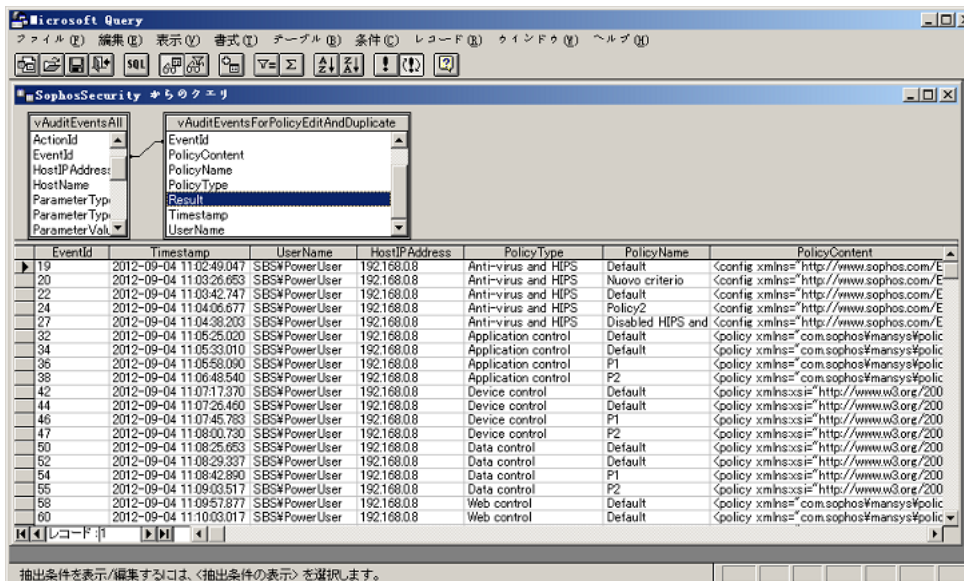 Microsoft Query
ファイル(F) 編集(E) 表示(V) 書式(T) テーブル(B) 条件(C) レコード(R) ウインドウ(W) ヘルプ(H)
SQL
SophosSecurity からのクエリ
vAuditEventsAll
ActionId
EventId
HostIPAddress
HostName
ParameterType
ParameterType
ParameterValu
vAuditEventsForPolicyEditAndDuplicate
EventId
PolicyContent
PolicyName
PolicyType
Result
Timestamp
UserName
EventId Timestamp UserName HostIPAddress PolicyType PolicyName PolicyContent
19 2012-09-04 11:02:49.047 SBS¥PowerUser 192.168.0.8 Anti-virus and HIPS Default <config xmlns="http://www.sophos.com/E
20 2012-09-04 11:03:26.653 SBS¥PowerUser 192.168.0.8 Anti-virus and HIPS Nuovo criterio <config xmlns="http://www.sophos.com/E
22 2012-09-04 11:03:42.747 SBS¥PowerUser 192.168.0.8 Anti-virus and HIPS Default <config xmlns="http://www.sophos.com/E
24 2012-09-04 11:04:06.677 SBS¥PowerUser 192.168.0.8 Anti-virus and HIPS Policy2 <config xmlns="http://www.sophos.com/E
27 2012-09-04 11:04:38.203 SBS¥PowerUser 192.168.0.8 Anti-virus and HIPS Disabled HIPS and <config xmlns="http://www.sophos.com/E
32 2012-09-04 11:05:25.020 SBS¥PowerUser 192.168.0.8 Application control Default <policy xmlns="com.sophos¥mansys¥polic
34 2012-09-04 11:05:33.010 SBS¥PowerUser 192.168.0.8 Application control Default <policy xmlns="com.sophos¥mansys¥polic
36 2012-09-04 11:05:58.090 SBS¥PowerUser 192.168.0.8 Application control P1 <policy xmlns="com.sophos¥mansys¥polic
38 2012-09-04 11:06:48.540 SBS¥PowerUser 192.168.0.8 Application control P2 <policy xmlns="com.sophos¥mansys¥polic
42 2012-09-04 11:07:17.370 SBS¥PowerUser 192.168.0.8 Device control Default <policy xmlns:xsi="http://www.w3.org/200
44 2012-09-04 11:07:26.460 SBS¥PowerUser 192.168.0.8 Device control Default <policy xmlns:xsi="http://www.w3.org/200
46 2012-09-04 11:07:45.783 SBS¥PowerUser 192.168.0.8 Device control P1 <policy xmlns:xsi="http://www.w3.org/200
47 2012-09-04 11:08:00.730 SBS¥PowerUser 192.168.0.8 Device control P2 <policy xmlns:xsi="http://www.w3.org/200
50 2012-09-04 11:08:25.653 SBS¥PowerUser 192.168.0.8 Data control Default <policy xmlns:xsi="http://www.w3.org/200
52 2012-09-04 11:08:29.337 SBS¥PowerUser 192.168.0.8 Data control Default <policy xmlns:xsi="http://www.w3.org/200
54 2012-09-04 11:08:42.890 SBS¥PowerUser 192.168.0.8 Data control P1 <policy xmlns:xsi="http://www.w3.org/200
55 2012-09-04 11:09:03.517 SBS¥PowerUser 192.168.0.8 Data control P2 <policy xmlns:xsi="http://www.w3.org/200
58 2012-09-04 11:09:57.877 SBS¥PowerUser 192.168.0.8 Web control Default <policy xmlns="com.sophos¥mansys¥polic
60 2012-09-04 11:10:03.017 SBS¥PowerUser 192.168.0.8 Web control Default <policy xmlns="com.sophos¥mansys¥polic
レコード:1
抽出条件を表示/編集するには、<抽出条件の表示> を選択します。